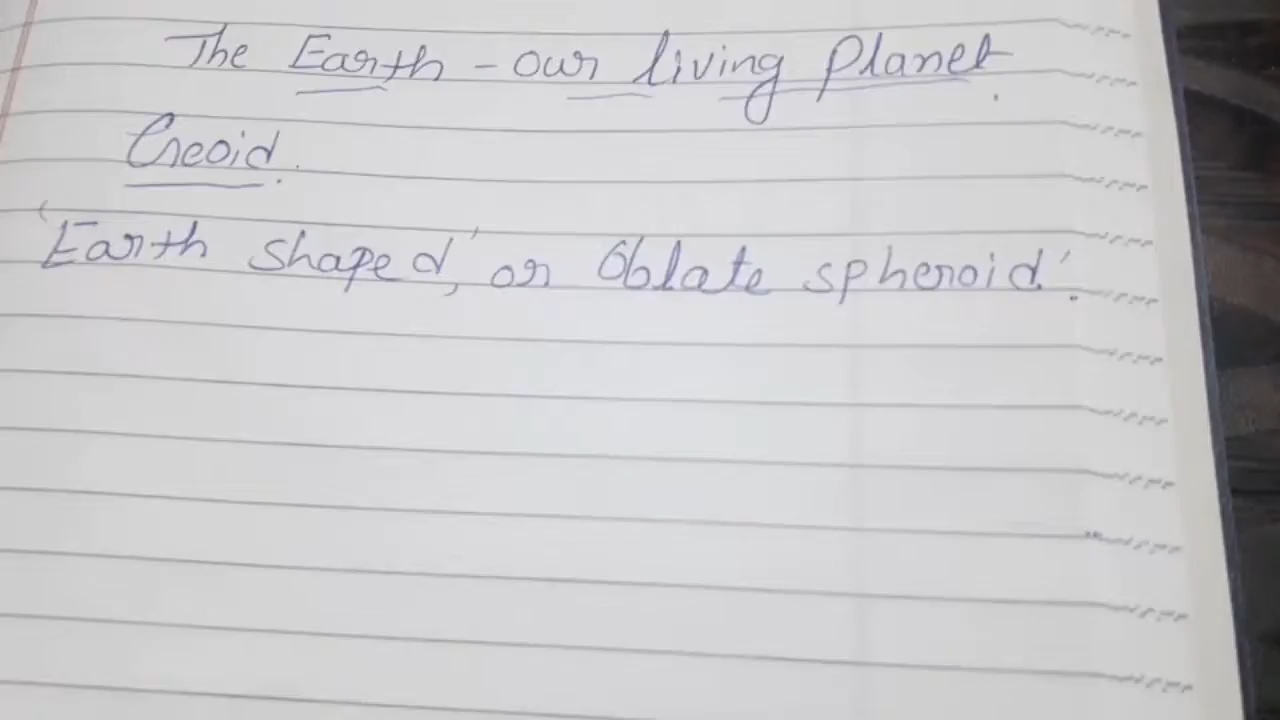 The Earth - our living Planet.
Geoid.
'Earth shaped', or Oblate spheroid'.